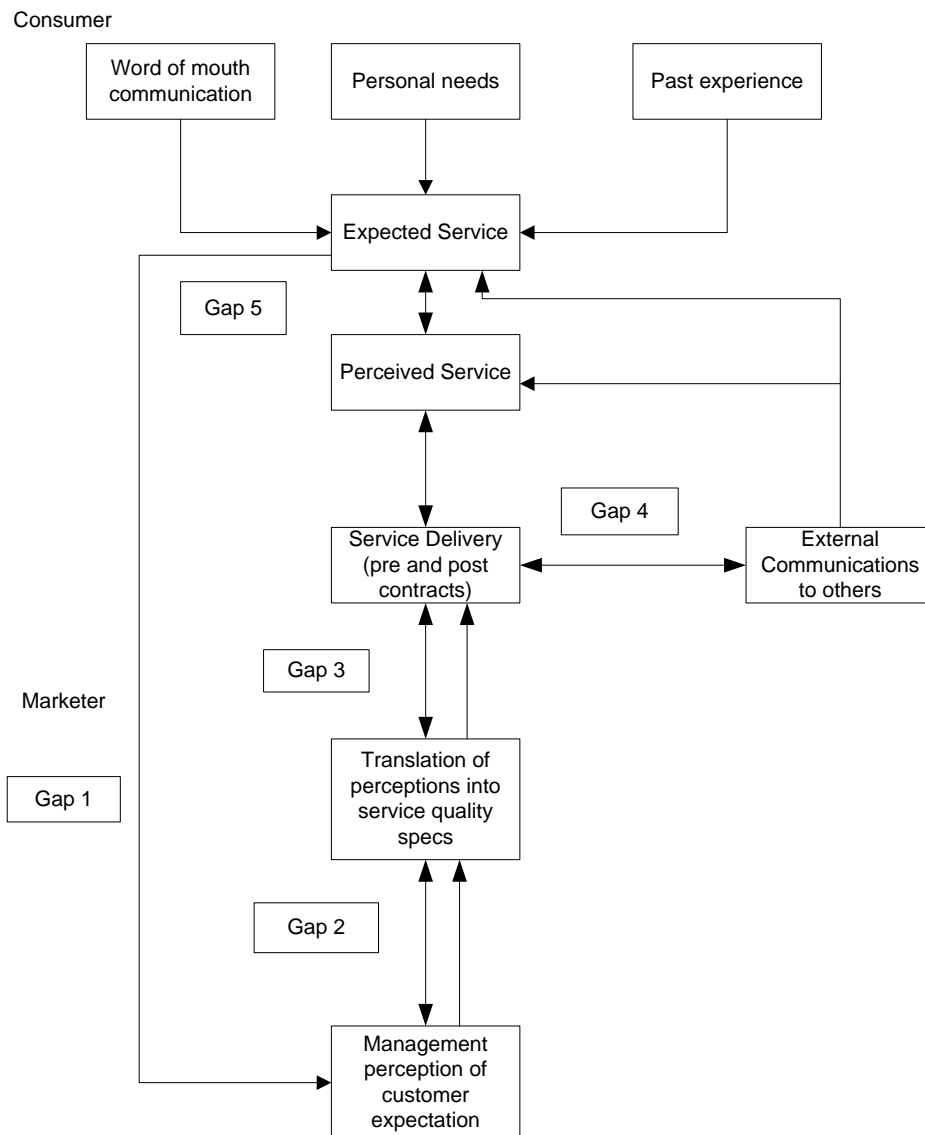 Consumer
Word of mouth
communication
Personal needs
Past experience
Expected Service
Gap 5
Perceived Service
Gap 4
Service Delivery
(pre and post
contracts)
External
Communications
to others
Gap 3
Marketer
Translation of
perceptions into
service quality
specs
Gap 1
Gap 2
Management
perception of
customer
expectation